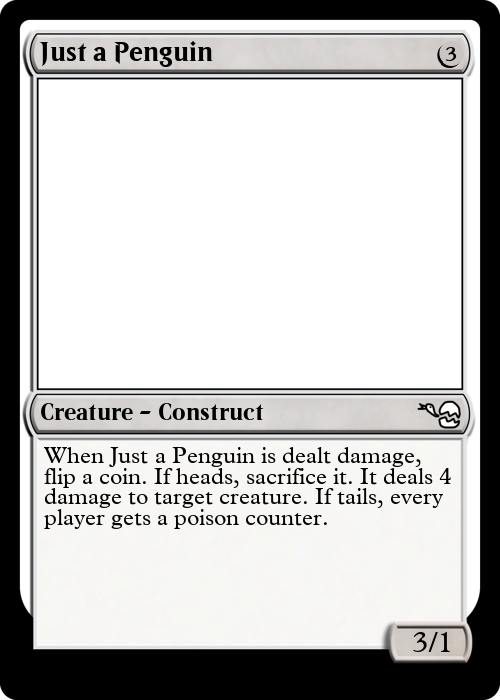 Just a Penguin 3
Creature – Construct
When Just a Penguin is dealt damage,
flip a coin. If heads, sacrifice it. It deals 4
damage to target creature. If tails, every
player gets a poison counter.
3/1